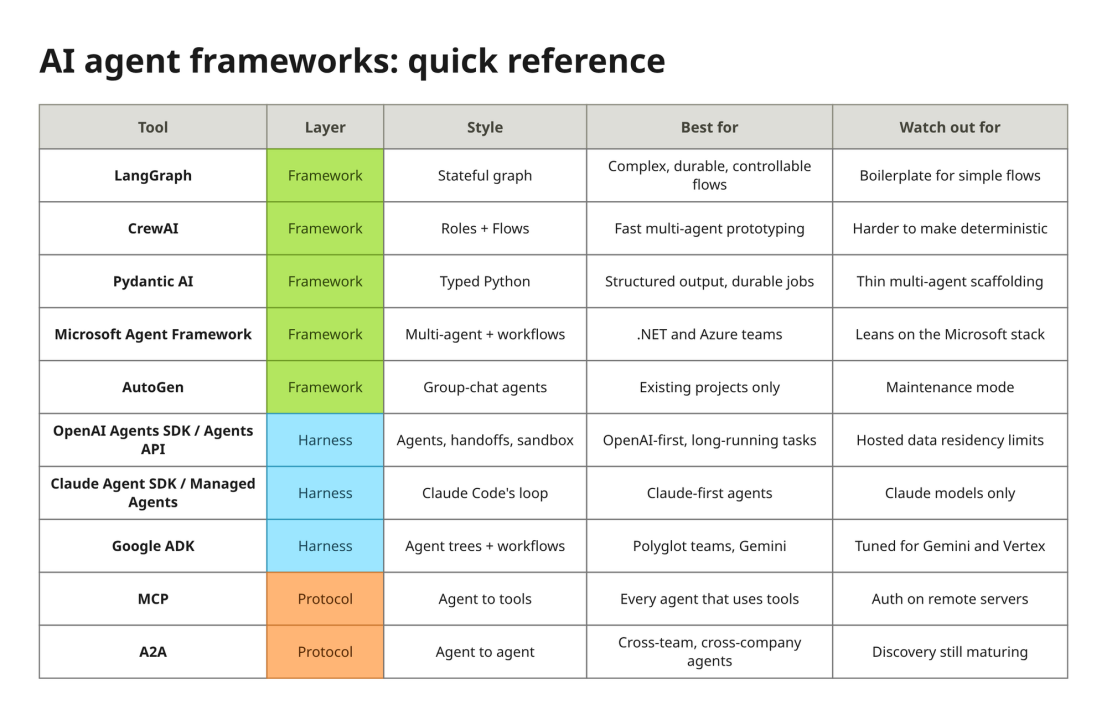 AI agent frameworks: quick reference
Tool Layer Style Best for Watch out for
LangGraph Framework Stateful graph Complex, durable, controllable flows Boilerplate for simple flows
CrewAI Framework Roles + Flows Fast multi-agent prototyping Harder to make deterministic
Pydantic AI Framework Typed Python Structured output, durable jobs Thin multi-agent scaffolding
Microsoft Agent Framework Framework Multi-agent + workflows .NET and Azure teams Leans on the Microsoft stack
AutoGen Framework Group-chat agents Existing projects only Maintenance mode
OpenAI Agents SDK / Agents API Harness Agents, handoffs, sandbox OpenAI-first, long-running tasks Hosted data residency limits
Claude Agent SDK / Managed Agents Harness Claude Code's loop Claude-first agents Claude models only
Google ADK Harness Agent trees + workflows Polyglot teams, Gemini Tuned for Gemini and Vertex
MCP Protocol Agent to tools Every agent that uses tools Auth on remote servers
A2A Protocol Agent to agent Cross-team, cross-company agents Discovery still maturing